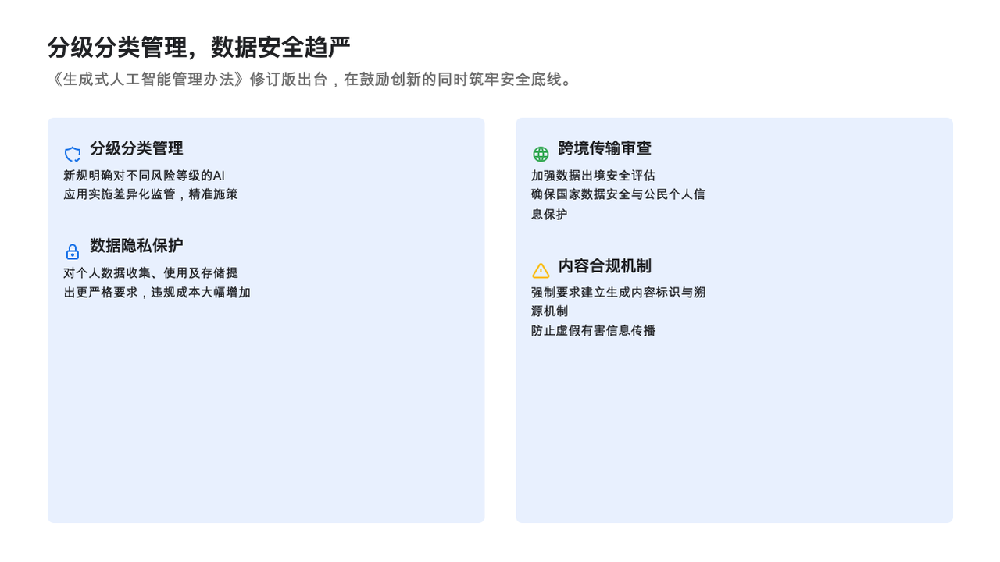 分级分类管理，数据安全趋严
《生成式人工智能管理办法》修订版出台，在鼓励创新的同时筑牢安全底线。
分级分类管理
新规明确对不同风险等级的AI
应用实施差异化监管，精准施策
数据隐私保护
对个人数据收集、使用及存储提
出更严格要求，违规成本大幅增加
跨境传输审查
加强数据出境安全评估
确保国家数据安全与公民个人信
息保护
内容合规机制
强制要求建立生成内容标识与溯
源机制
防止虚假有害信息传播